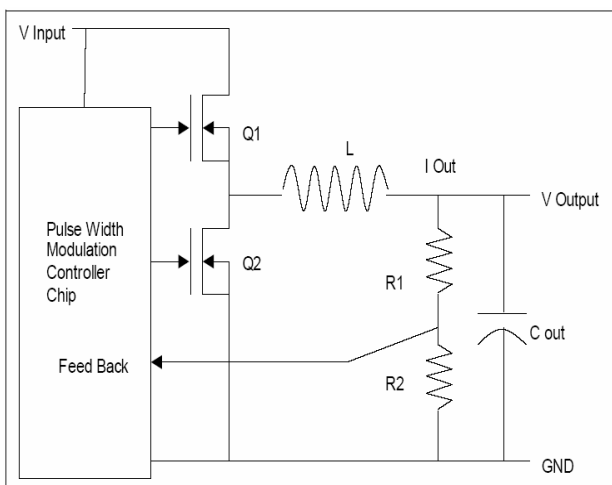 V Input
Q1
L
I Out
V Output
Pulse Width
Modulation
Controller
Chip
Q2
R1
C out
Feed Back
R2
GND